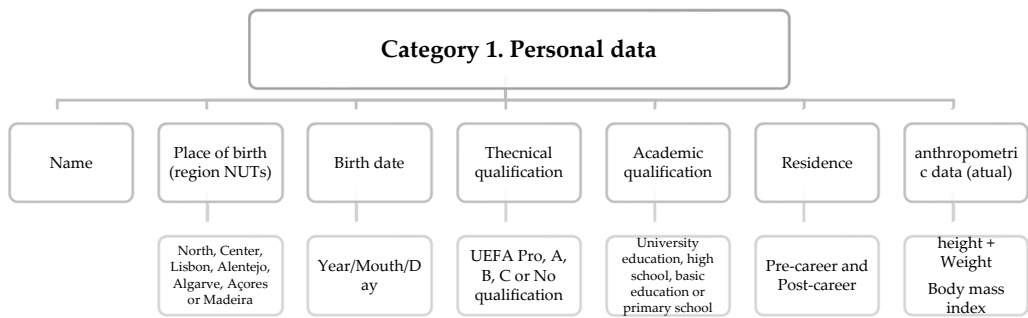 Category 1. Personal data
Name
Place of birth
(region NUTs)
Birth date
Thecnical
qualification
Academic
qualification
Residence
anthropometri
c data (atual)
North, Center,
Lisbon, Alentejo,
Algarve, Açores
or Madeira
Year/Mouth/D
ay
UEFA Pro, A,
B, C or No
qualification
University
education, high
school, basic
education or
primary school
Pre-career and
Post-career
height +
Weight
Body mass
index